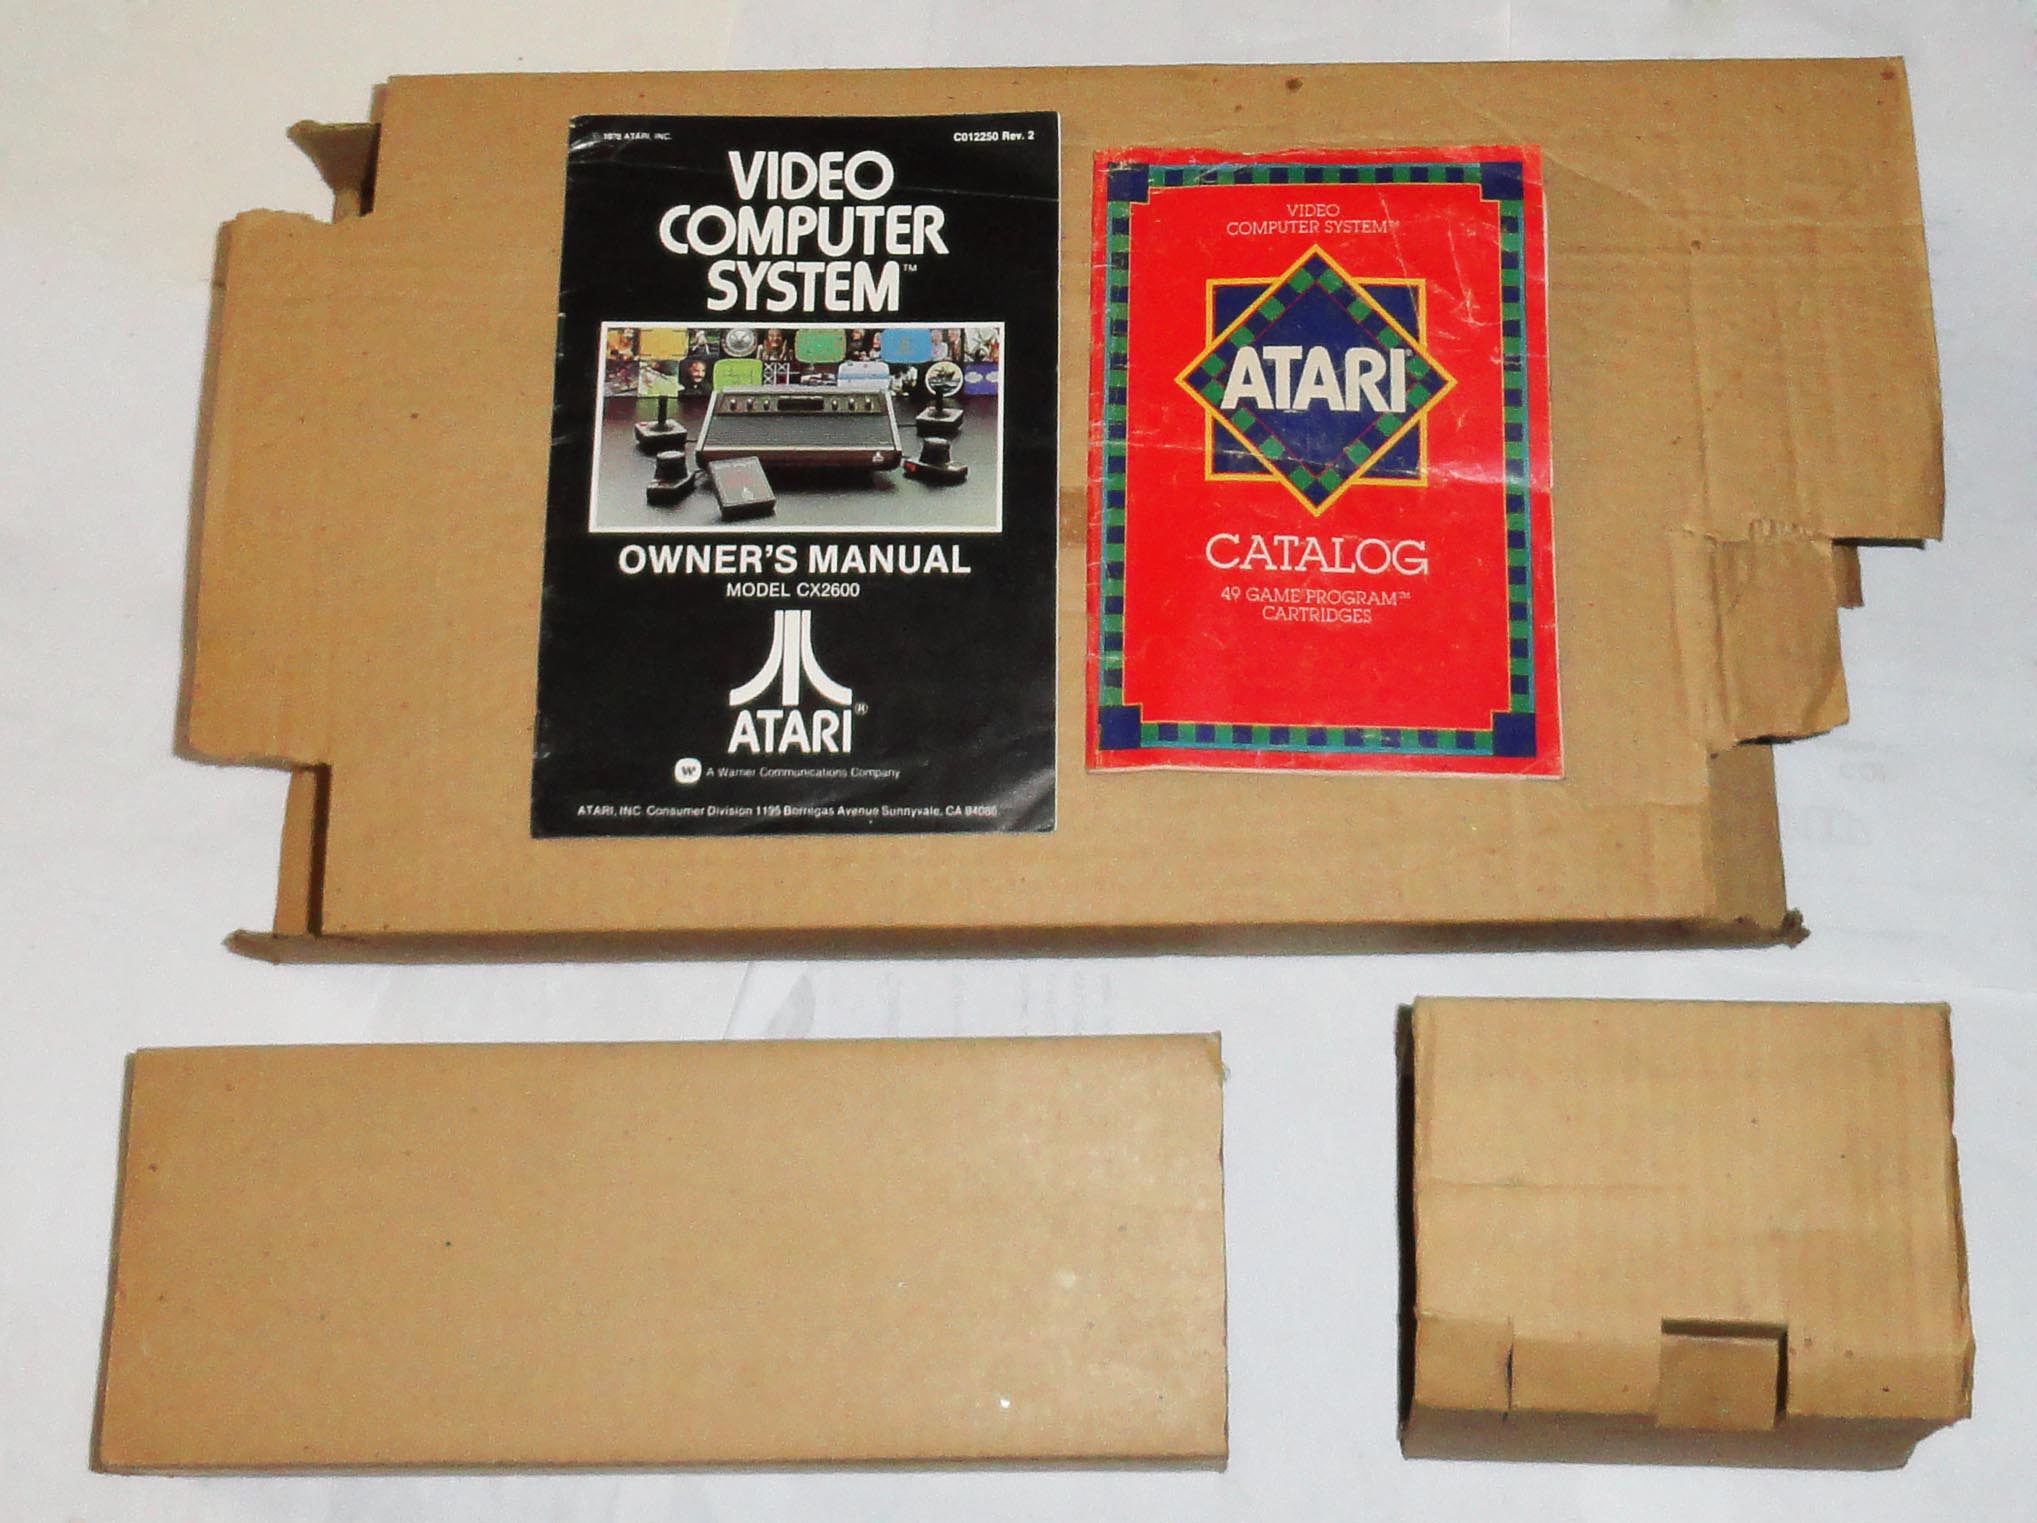 © 1978 ATARI, INC.
C012250 Rev. 2
VIDEO
COMPUTER
SYSTEM™
OWNER'S MANUAL
MODEL CX2600
ATARI®
A Warner Communications Company
ATARI, INC. Consumer Division 1195 Borregas Avenue Sunnyvale, CA 94086
VIDEO
COMPUTER SYSTEM™
ATARI®
CATALOG
49 GAME PROGRAM™
CARTRIDGES